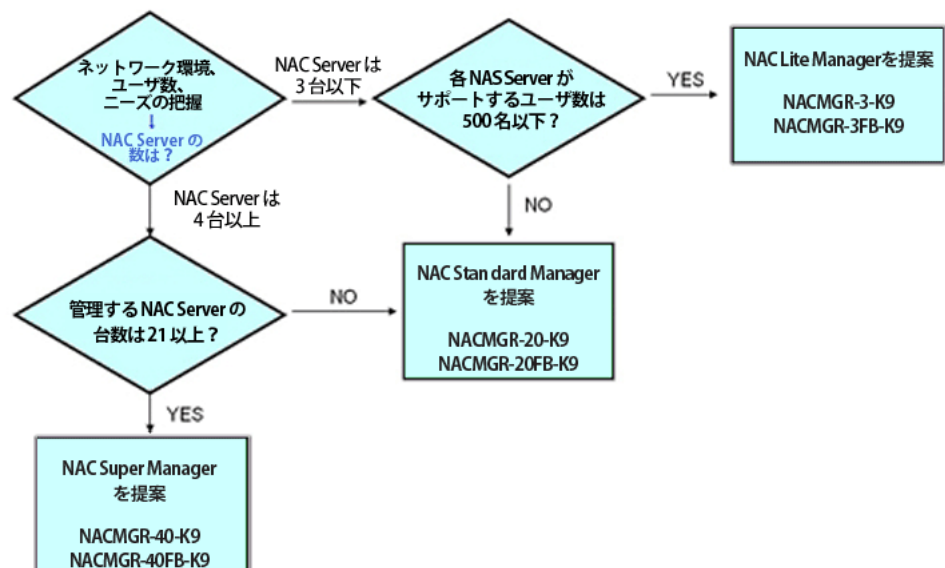 ネットワーク環境、
ユーザ数、
ニーズの把握
↓
NAC Server の
数は？
NAC Server は
3 台以下
各 NAS Server が
サポートするユーザ数は
500 名以下？
YES
NAC Lite Managerを提案
NACMGR-3-K9
NACMGR-3FB-K9
NAC Server は
4 台以上
NO
管理する NAC Server の
台数は 21 以上？
NO
NAC Stan dard Manager
を提案
NACMGR-20-K9
NACMGR-20FB-K9
YES
NAC Super Manager
を提案
NACMGR-40-K9
NACMGR-40FB-K9